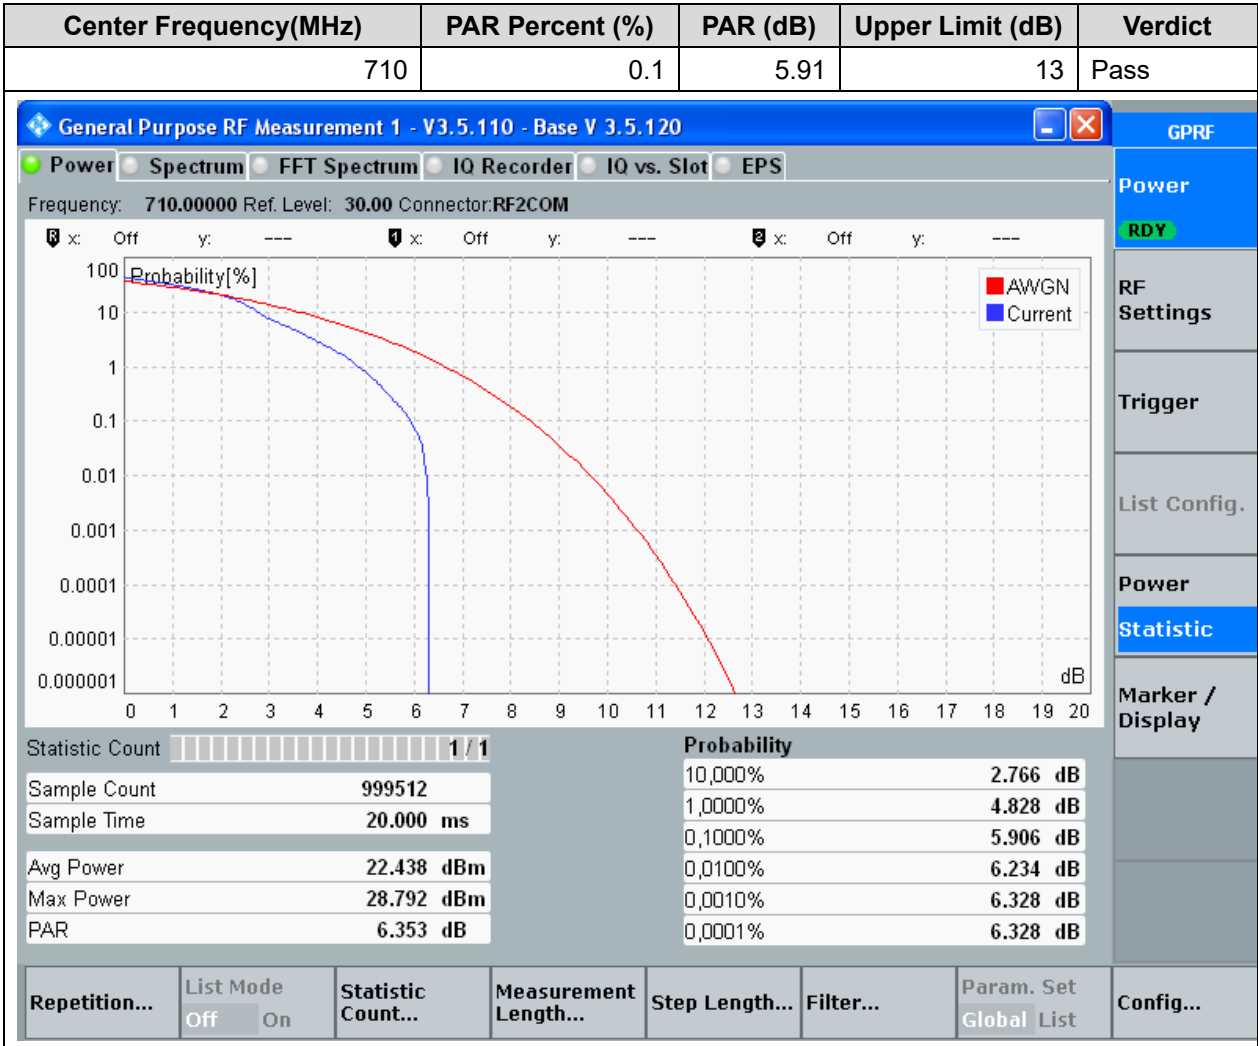 Center Frequency(MHz) PAR Percent (%) PAR (dB) Upper Limit (dB) Verdict
710 0.1 5.91 13 Pass
General Purpose RF Measurement 1 - V3.5.110 - Base V 3.5.120
GPRF
Power Spectrum FFT Spectrum IQ Recorder IQ vs. Slot EPS
Frequency: 710.00000 Ref. Level: 30.00 Connector:RF2COM
R x: Off y: --- 1 x: Off y: --- 2 x: Off y: ---
Probability[%]
AWGN
Current
100
10
1
0.1
0.01
0.001
0.0001
0.00001
0.000001
dB
0 1 2 3 4 5 6 7 8 9 10 11 12 13 14 15 16 17 18 19 20
Statistic Count 1 / 1
Sample Count 999512
Sample Time 20.000 ms
Avg Power 22.438 dBm
Max Power 28.792 dBm
PAR 6.353 dB
Probability
10,000% 2.766 dB
1,0000% 4.828 dB
0,1000% 5.906 dB
0,0100% 6.234 dB
0,0010% 6.328 dB
0,0001% 6.328 dB
Power
RDY
RF
Settings
Trigger
List Config.
Power
Statistic
Marker /
Display
Repetition...
List Mode
Off On
Statistic
Count...
Measurement
Length...
Step Length...
Filter...
Param. Set
Global List
Config...